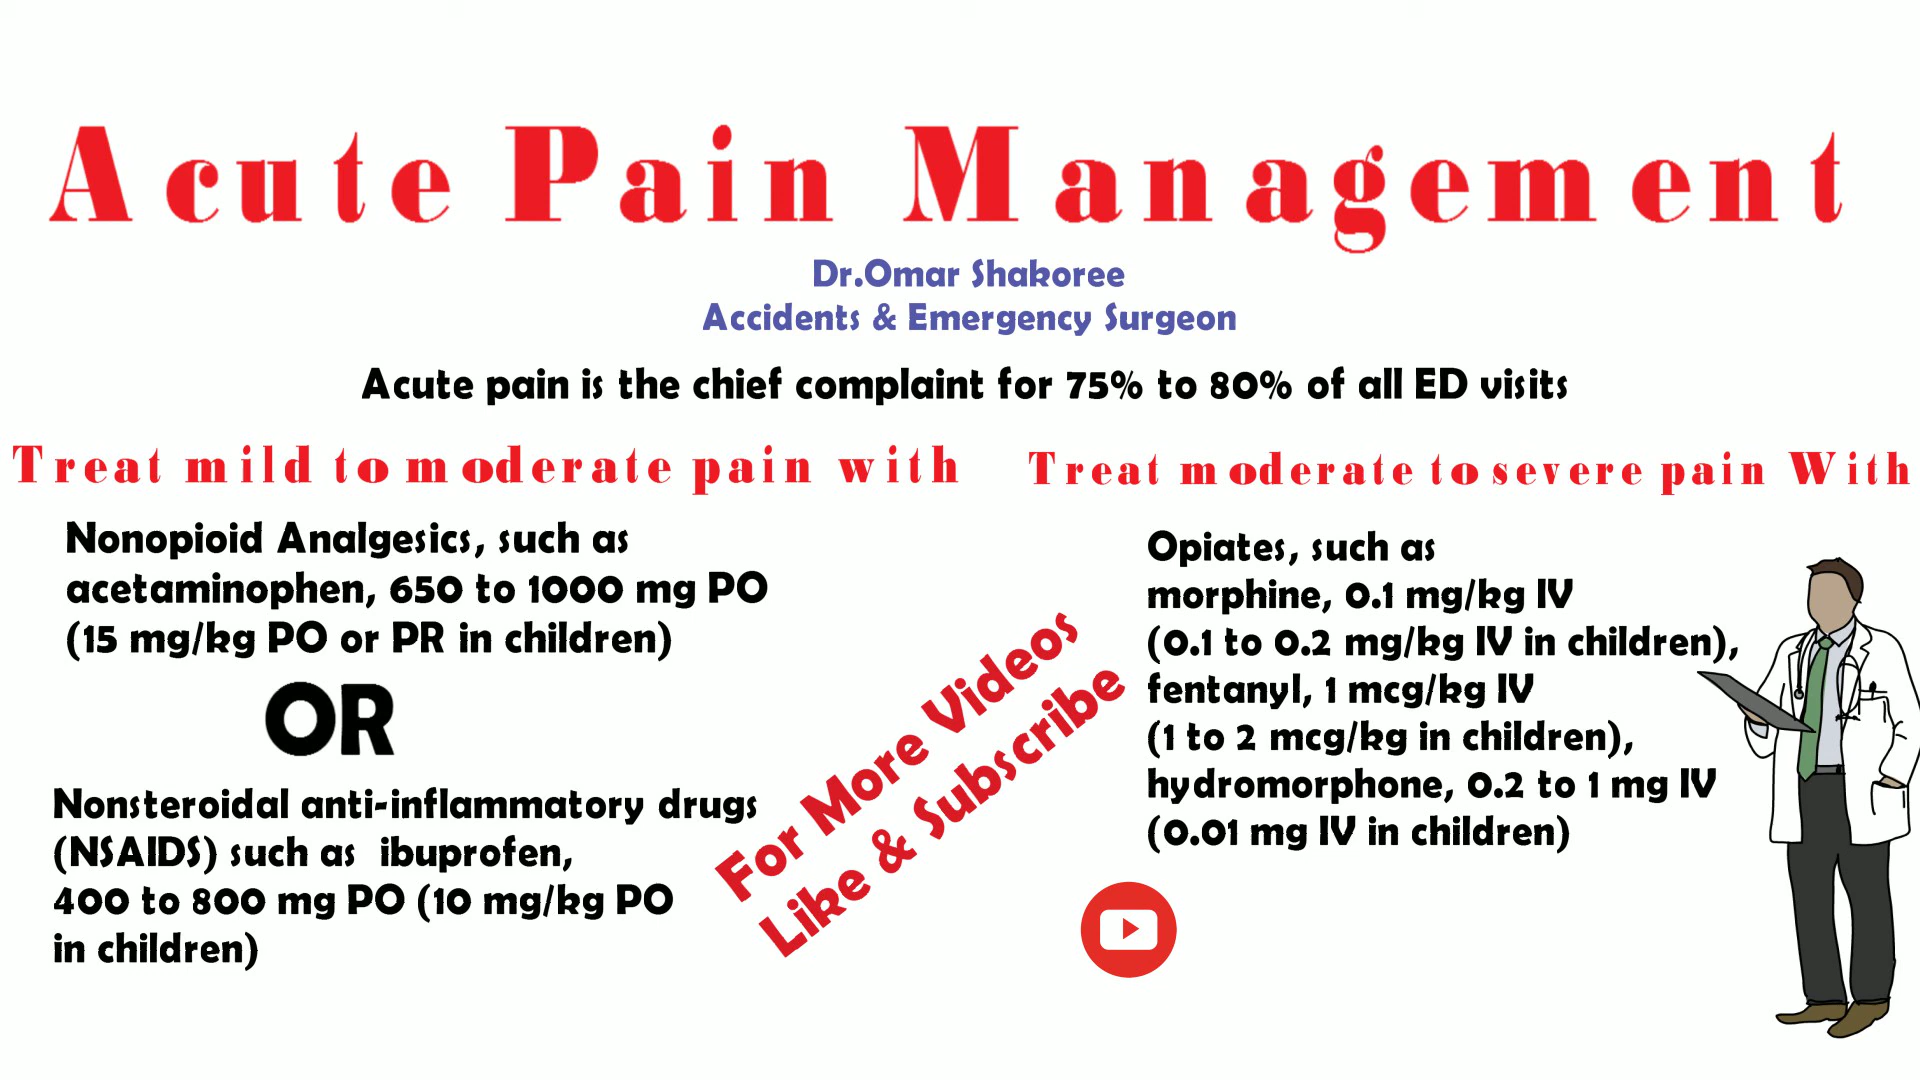 Acute Pain Management
Dr.Omar Shakoree
Accidents & Emergency Surgeon
Acute pain is the chief complaint for 75% to 80% of all ED visits
Treat mild to moderate pain with
Nonopioid Analgesics, such as
acetaminophen, 650 to 1000 mg PO
(15 mg/kg PO or PR in children)
OR
Nonsteroidal anti-inflammatory drugs
(NSAIDS) such as ibuprofen,
400 to 800 mg PO (10 mg/kg PO
in children)
For More Videos
Like & Subscribe
Treat moderate to severe pain With
Opiates, such as
morphine, 0.1 mg/kg IV
(0.1 to 0.2 mg/kg IV in children),
fentanyl, 1 mcg/kg IV
(1 to 2 mcg/kg in children),
hydromorphone, 0.2 to 1 mg IV
(0.01 mg IV in children)